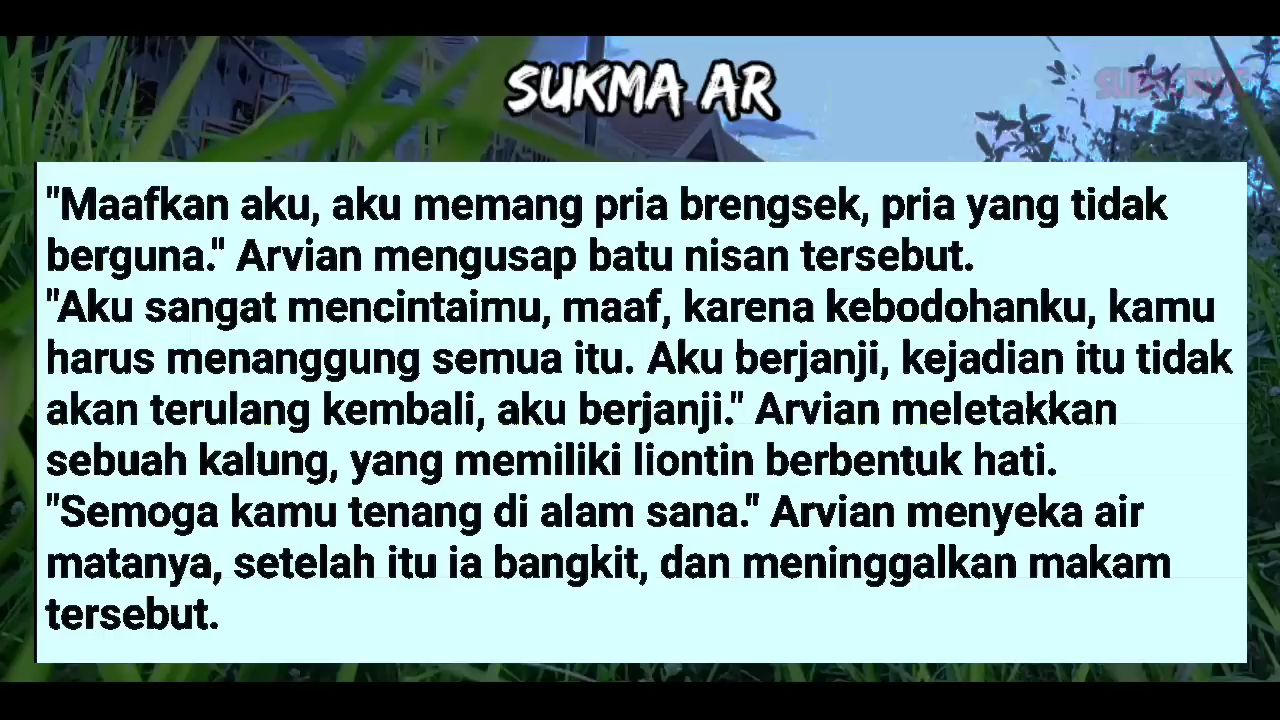 SUKMA AR
"Maafkan aku, aku memang pria brengsek, pria yang tidak
berguna." Arvian mengusap batu nisan tersebut.
"Aku sangat mencintaimu, maaf, karena kebodohanku, kamu
harus menanggung semua itu. Aku berjanji, kejadian itu tidak
akan terulang kembali, aku berjanji." Arvian meletakkan
sebuah kalung, yang memiliki liontin berbentuk hati.
"Semoga kamu tenang di alam sana." Arvian menyeka air
matanya, setelah itu ia bangkit, dan meninggalkan makam
tersebut.